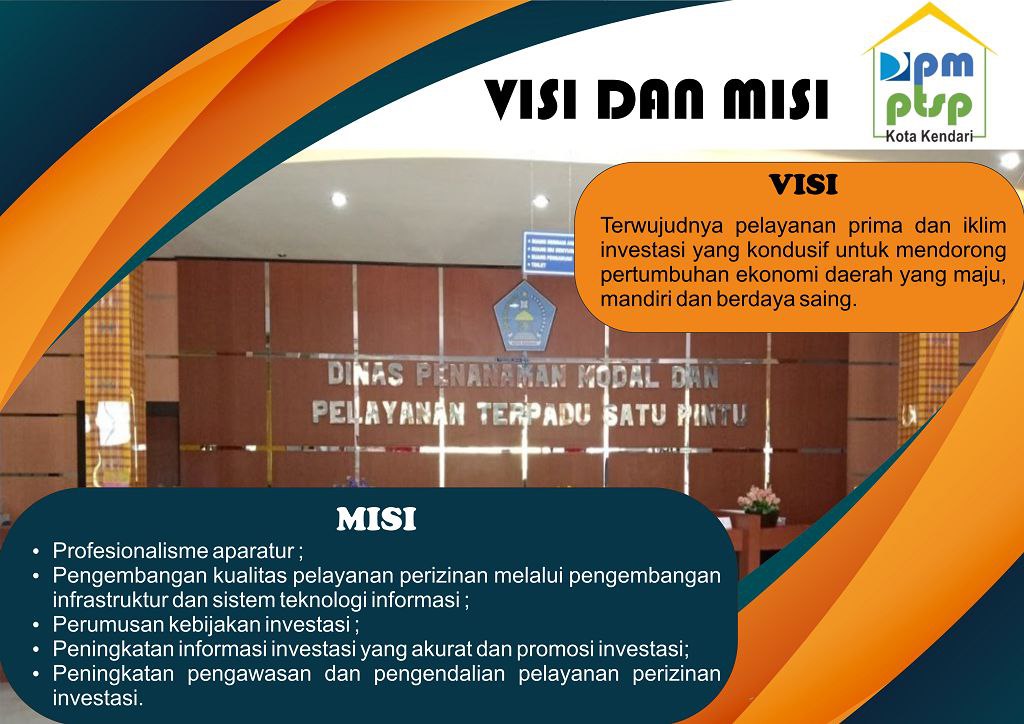 VISI DAN MISI
DPM
ptsp
Kota Kendari
VISI
Terwujudnya pelayanan prima dan iklim
investasi yang kondusif untuk mendorong
pertumbuhan ekonomi daerah yang maju,
mandiri dan berdaya saing.
DINAS PENANAMAN MODAL DAN
PELAYANAN TERPADU SATU PINTU
MISI
• Profesionalisme aparatur ;
• Pengembangan kualitas pelayanan perizinan melalui pengembangan
infrastruktur dan sistem teknologi informasi ;
• Perumusan kebijakan investasi ;
• Peningkatan informasi investasi yang akurat dan promosi investasi;
• Peningkatan pengawasan dan pengendalian pelayanan perizinan
investasi.